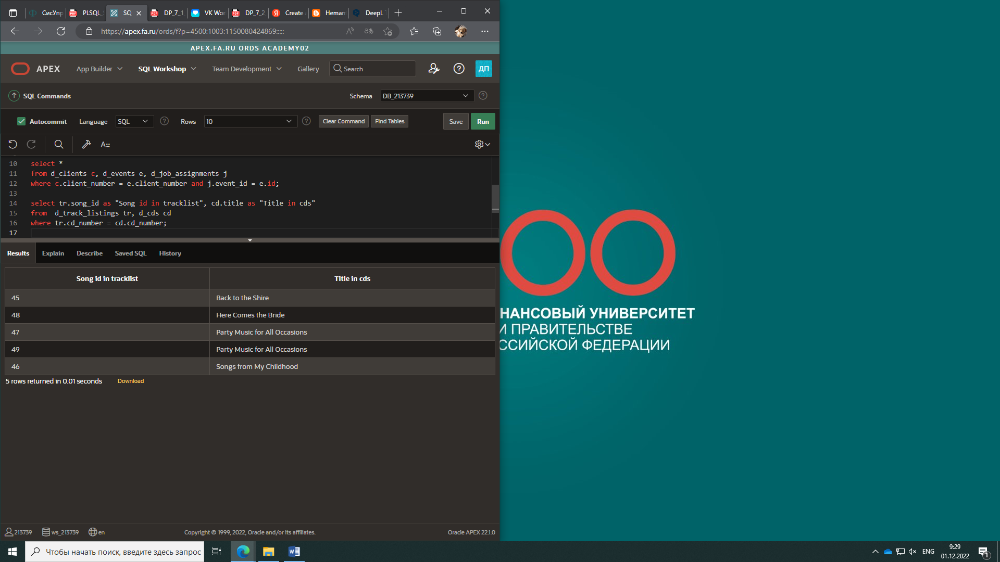 СисУпр
PLSQL_
SQ
DP_7_1_
VK Wor
DP_7_2_
Create
Heman
DeepL
https://apex.fa.ru/ords/f?p=4500:1003:1150080424869:::::
APEX.FA.RU ORDS ACADEMY02
APEX App Builder SQL Workshop Team Development Gallery Search ДП
SQL Commands Schema DB_213739
Autocommit Language SQL Rows 10 Clear Command Find Tables Save Run
10 select *
11 from d_clients c, d_events e, d_job_assignments j
12 where c.client_number = e.client_number and j.event_id = e.id;
13
14 select tr.song_id as "Song id in tracklist", cd.title as "Title in cds"
15 from  d_track_listings tr, d_cds cd
16 where tr.cd_number = cd.cd_number;
17
Results Explain Describe Saved SQL History
Song id in tracklist Title in cds
45 Back to the Shire
48 Here Comes the Bride
47 Party Music for All Occasions
49 Party Music for All Occasions
46 Songs from My Childhood
5 rows returned in 0.01 seconds Download
213739 ws_213739 en Copyright © 1999, 2022, Oracle and/or its affiliates. Oracle APEX 22.1.0
НАНСОВЫЙ УНИВЕРСИТЕТ
И ПРАВИТЕЛЬСТВЕ
ССИЙСКОЙ ФЕДЕРАЦИИ
Чтобы начать поиск, введите здесь запрос
ENG
9:29
01.12.2022
1